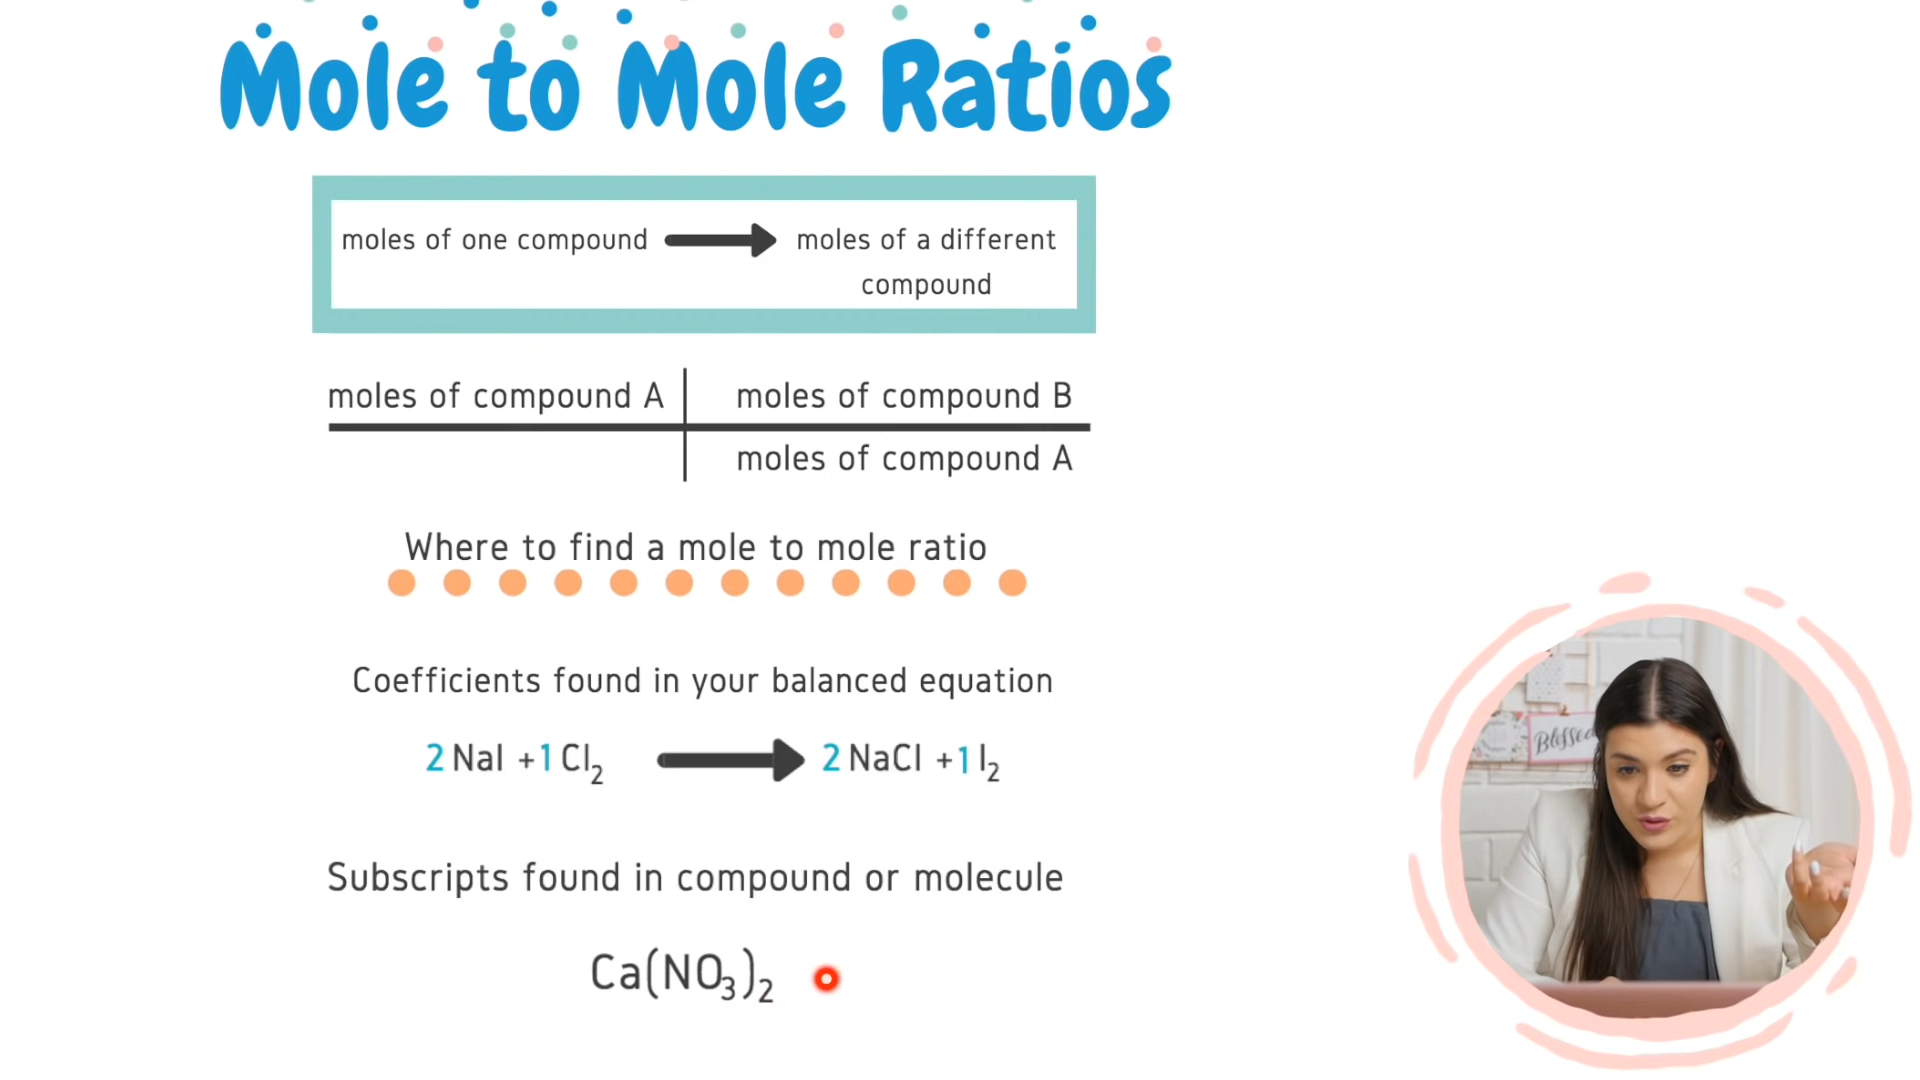 Mole to Mole Ratios
moles of one compound
moles of a different
compound
moles of compound A
moles of compound B
moles of compound A
Where to find a mole to mole ratio
Coefficients found in your balanced equation
2 NaI + 1 Cl₂
2 NaCl + 1 I₂
Blessed
Subscripts found in compound or molecule
Ca(NO₃)₂